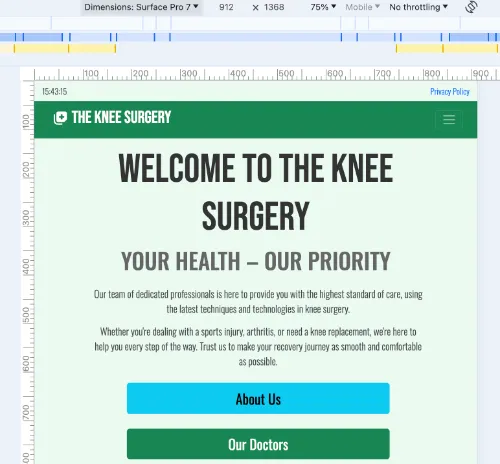 Dimensions: Surface Pro 7 ▼ 912 × 1368 75% ▼ Mobile ▼ No throttling ▼
100 200 300 400 500 600 700 800 900
100
200
300
400
500
600
700
800
15:43:15 Privacy Policy
THE KNEE SURGERY
WELCOME TO THE KNEE
SURGERY
YOUR HEALTH – OUR PRIORITY
Our team of dedicated professionals is here to provide you with the highest standard of care, using
the latest techniques and technologies in knee surgery.
Whether you're dealing with a sports injury, arthritis, or need a knee replacement, we're here to
help you every step of the way. Trust us to make your recovery journey as smooth and comfortable
as possible.
About Us
Our Doctors